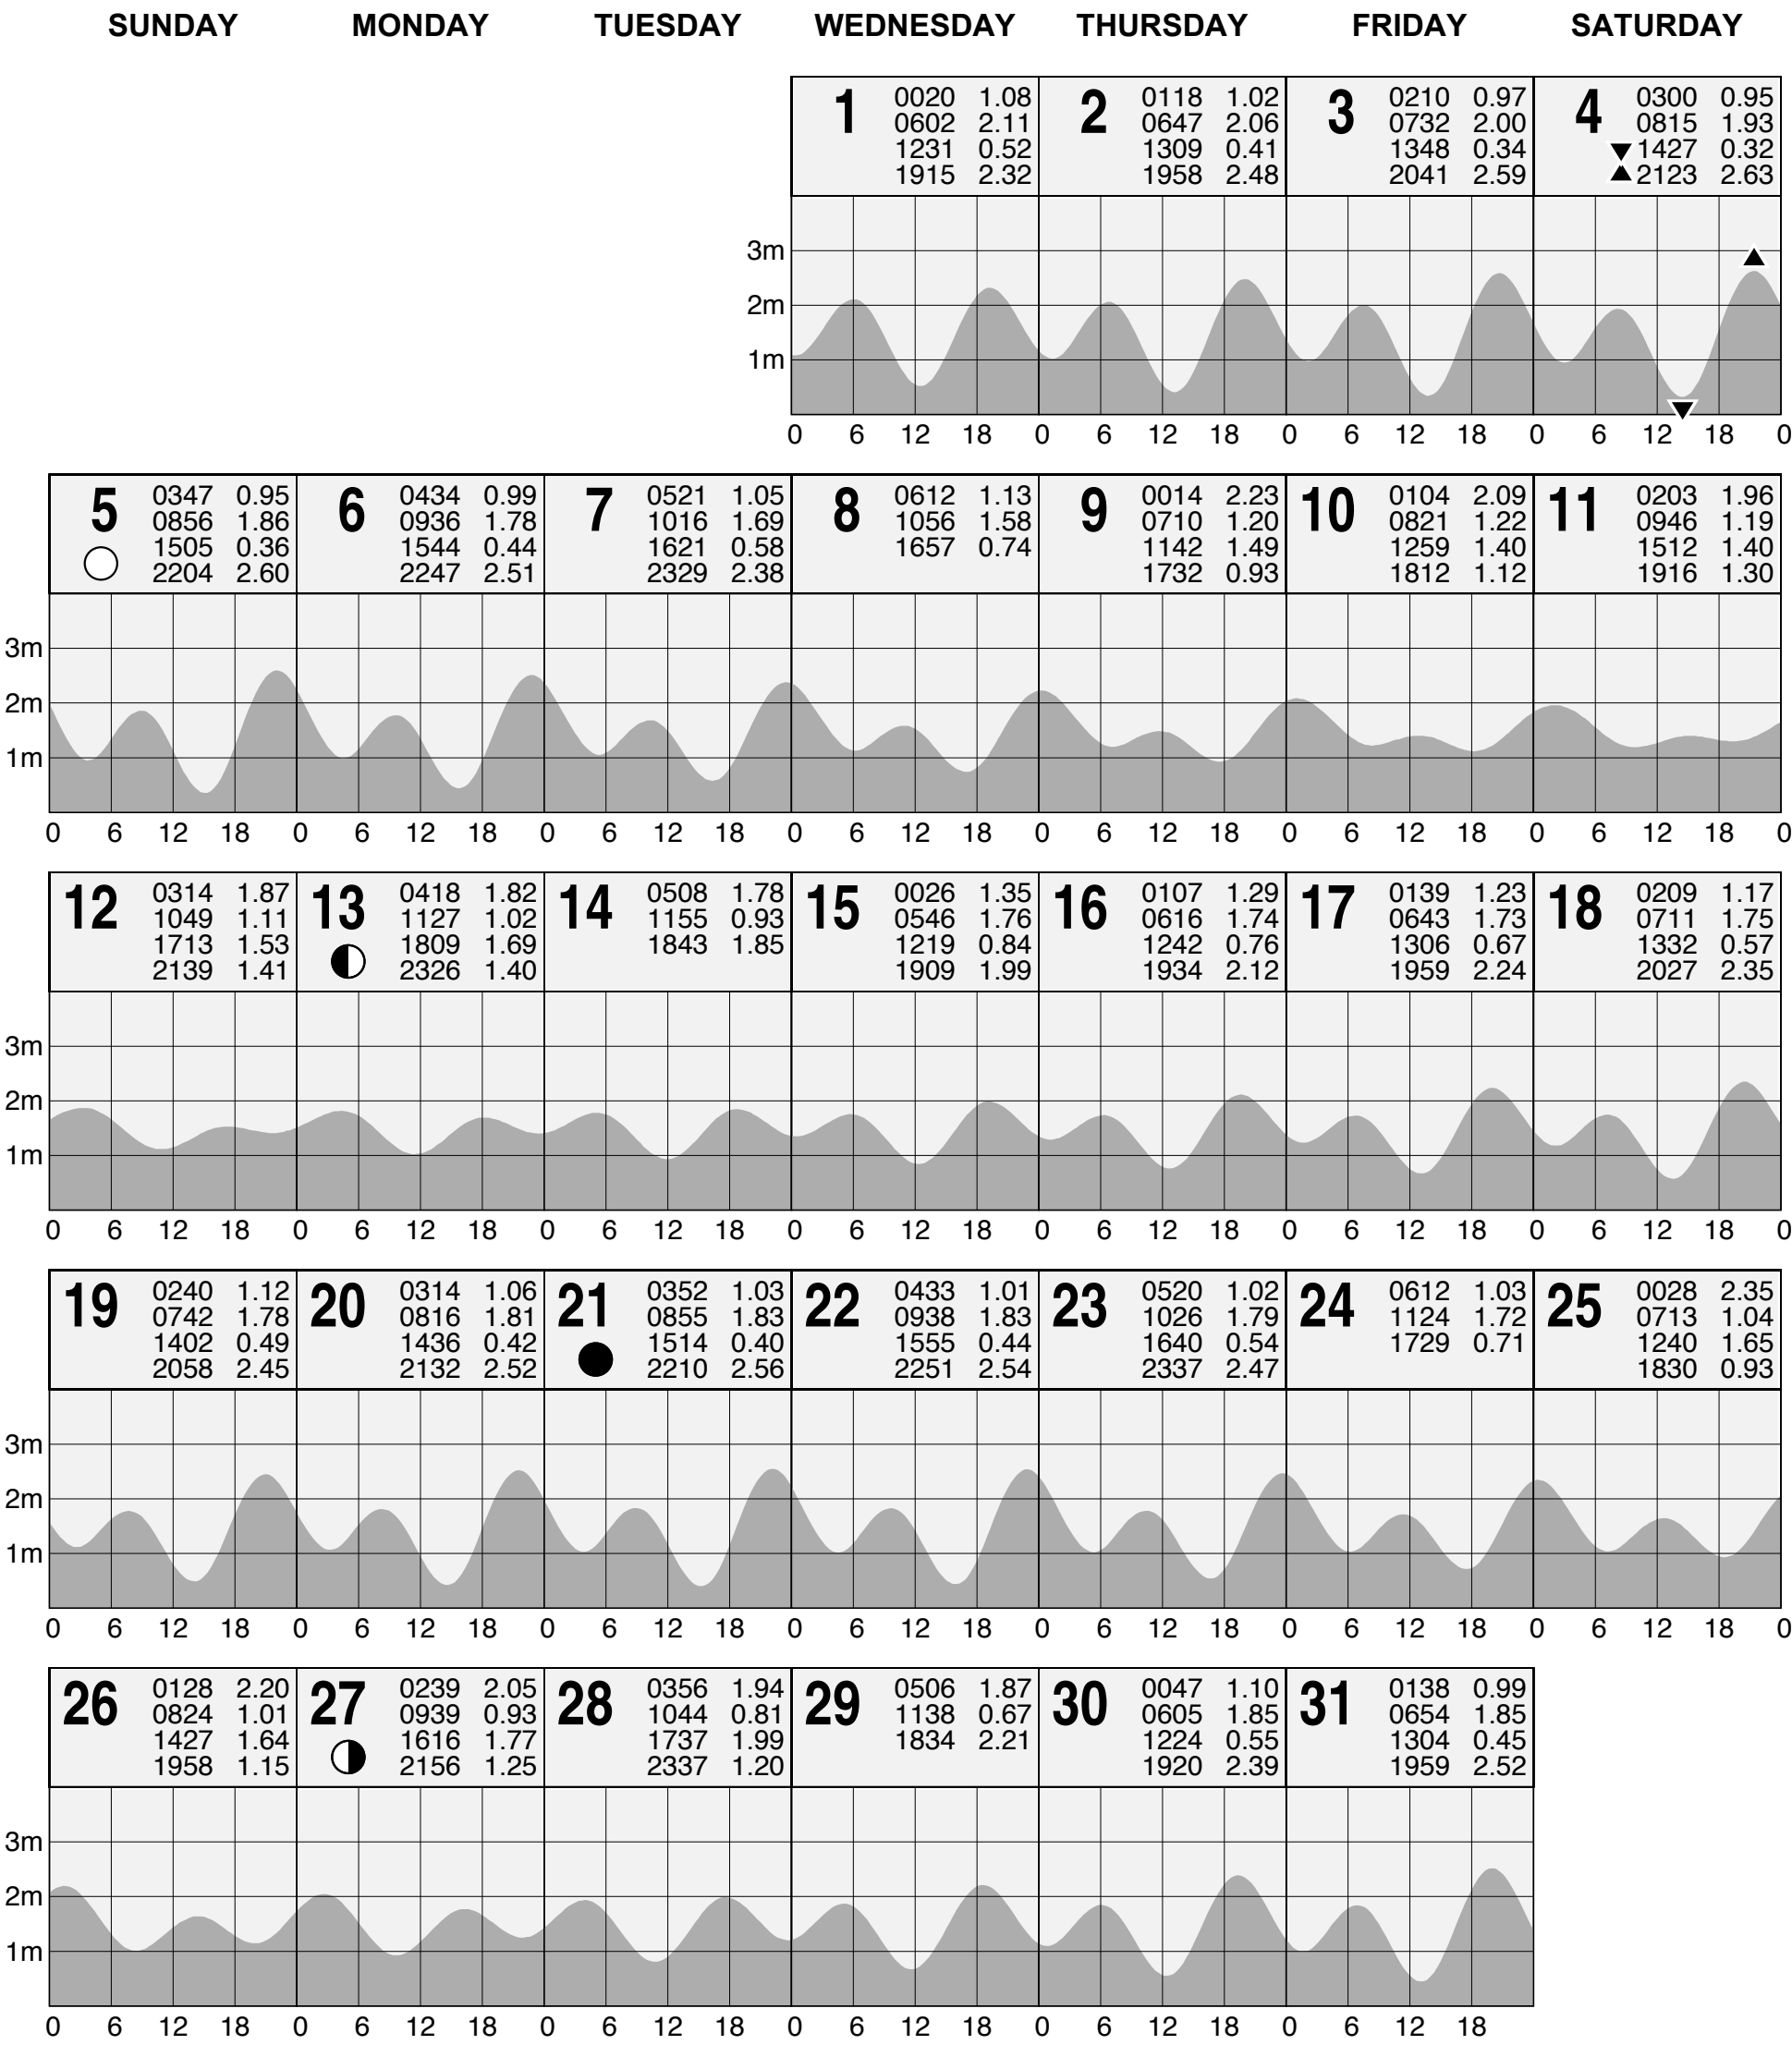 SUNDAY MONDAY TUESDAY WEDNESDAY THURSDAY FRIDAY SATURDAY
1 0020 1.08
0602 2.11
1231 0.52
1915 2.32
2 0118 1.02
0647 2.06
1309 0.41
1958 2.48
3 0210 0.97
0732 2.00
1348 0.34
2041 2.59
4 0300 0.95
0815 1.93
1427 0.32
2123 2.63
3m
2m
1m
0 6 12 18 0 6 12 18 0 6 12 18 0 6 12 18 0
5 0347 0.95
0856 1.86
1505 0.36
2204 2.60
6 0434 0.99
0936 1.78
1544 0.44
2247 2.51
7 0521 1.05
1016 1.69
1621 0.58
2329 2.38
8 0612 1.13
1056 1.58
1657 0.74
9 0014 2.23
0710 1.20
1142 1.49
1732 0.93
10 0104 2.09
0821 1.22
1259 1.40
1812 1.12
11 0203 1.96
0946 1.19
1512 1.40
1916 1.30
3m
2m
1m
0 6 12 18 0 6 12 18 0 6 12 18 0 6 12 18 0 6 12 18 0 6 12 18 0 6 12 18 0
12 0314 1.87
1049 1.11
1713 1.53
2139 1.41
13 0418 1.82
1127 1.02
1809 1.69
2326 1.40
14 0508 1.78
1155 0.93
1843 1.85
15 0026 1.35
0546 1.76
1219 0.84
1909 1.99
16 0107 1.29
0616 1.74
1242 0.76
1934 2.12
17 0139 1.23
0643 1.73
1306 0.67
1959 2.24
18 0209 1.17
0711 1.75
1332 0.57
2027 2.35
3m
2m
1m
0 6 12 18 0 6 12 18 0 6 12 18 0 6 12 18 0 6 12 18 0 6 12 18 0 6 12 18 0
19 0240 1.12
0742 1.78
1402 0.49
2058 2.45
20 0314 1.06
0816 1.81
1436 0.42
2132 2.52
21 0352 1.03
0855 1.83
1514 0.40
2210 2.56
22 0433 1.01
0938 1.83
1555 0.44
2251 2.54
23 0520 1.02
1026 1.79
1640 0.54
2337 2.47
24 0612 1.03
1124 1.72
1729 0.71
25 0028 2.35
0713 1.04
1240 1.65
1830 0.93
3m
2m
1m
0 6 12 18 0 6 12 18 0 6 12 18 0 6 12 18 0 6 12 18 0 6 12 18 0 6 12 18 0
26 0128 2.20
0824 1.01
1427 1.64
1958 1.15
27 0239 2.05
0939 0.93
1616 1.77
2156 1.25
28 0356 1.94
1044 0.81
1737 1.99
2337 1.20
29 0506 1.87
1138 0.67
1834 2.21
30 0047 1.10
0605 1.85
1224 0.55
1920 2.39
31 0138 0.99
0654 1.85
1304 0.45
1959 2.52
3m
2m
1m
0 6 12 18 0 6 12 18 0 6 12 18 0 6 12 18 0 6 12 18 0 6 12 18